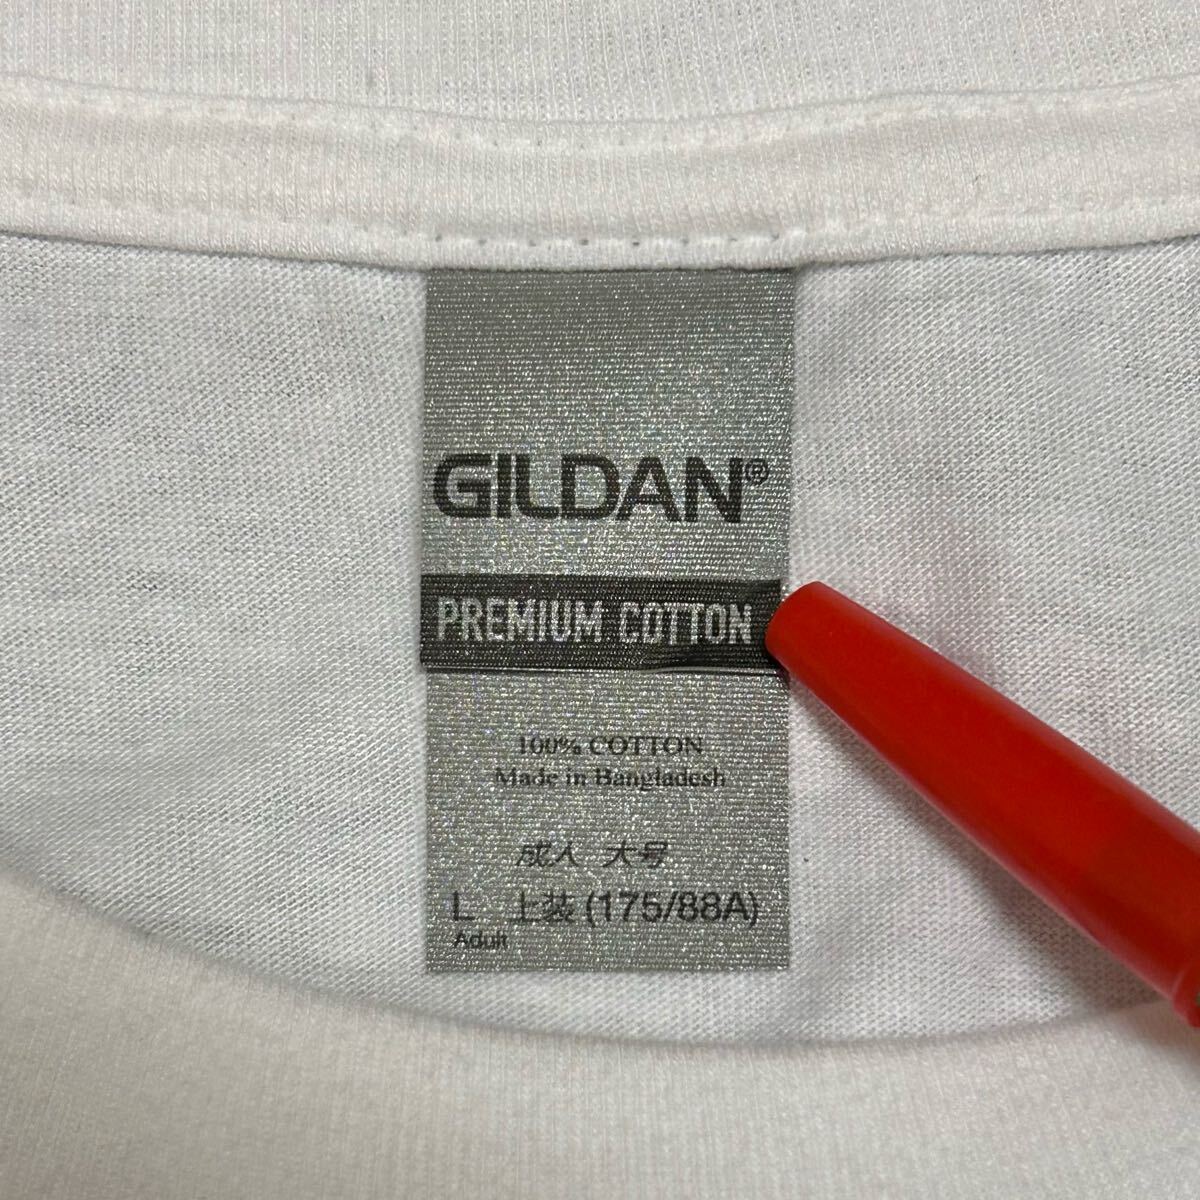 GILDAN®
PREMIUM COTTON
100% COTTON
Made in Bangladesh
成人 大号
L 上装 (175/88A)
Adult